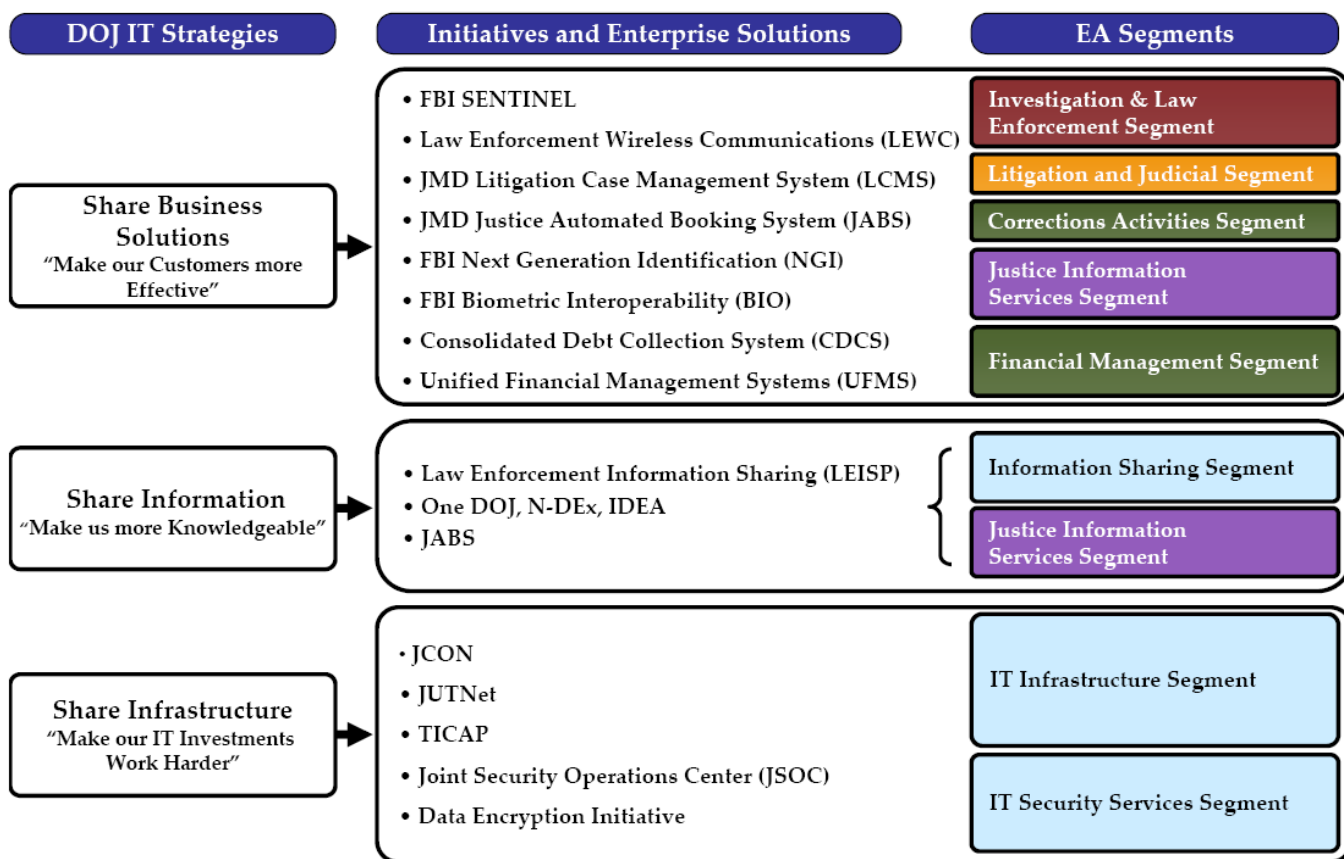 DOJ IT Strategies
Initiatives and Enterprise Solutions
EA Segments
Share Business
Solutions
“Make our Customers more
Effective”
• FBI SENTINEL
• Law Enforcement Wireless Communications (LEWC)
• JMD Litigation Case Management System (LCMS)
• JMD Justice Automated Booking System (JABS)
• FBI Next Generation Identification (NGI)
• FBI Biometric Interoperability (BIO)
• Consolidated Debt Collection System (CDCS)
• Unified Financial Management Systems (UFMS)
Investigation & Law
Enforcement Segment
Litigation and Judicial Segment
Corrections Activities Segment
Justice Information
Services Segment
Financial Management Segment
Share Information
“Make us more Knowledgeable”
• Law Enforcement Information Sharing (LEISP)
• One DOJ, N-DEx, IDEA
• JABS
Information Sharing Segment
Justice Information
Services Segment
Share Infrastructure
“Make our IT Investments
Work Harder”
• JCON
• JUTNet
• TICAP
• Joint Security Operations Center (JSOC)
• Data Encryption Initiative
IT Infrastructure Segment
IT Security Services Segment